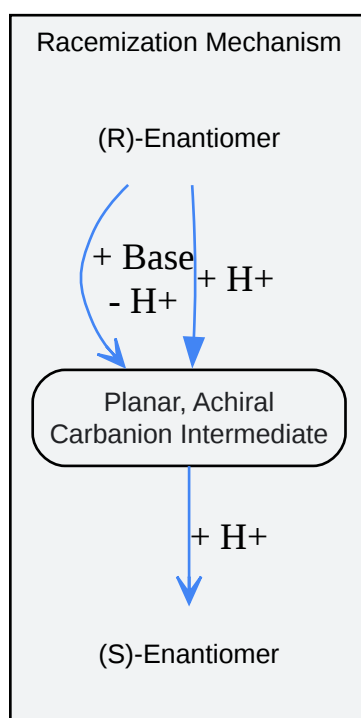 Racemization Mechanism
(R)-Enantiomer
+ Base
- H+
+ H+
Planar, Achiral
Carbanion Intermediate
+ H+
(S)-Enantiomer